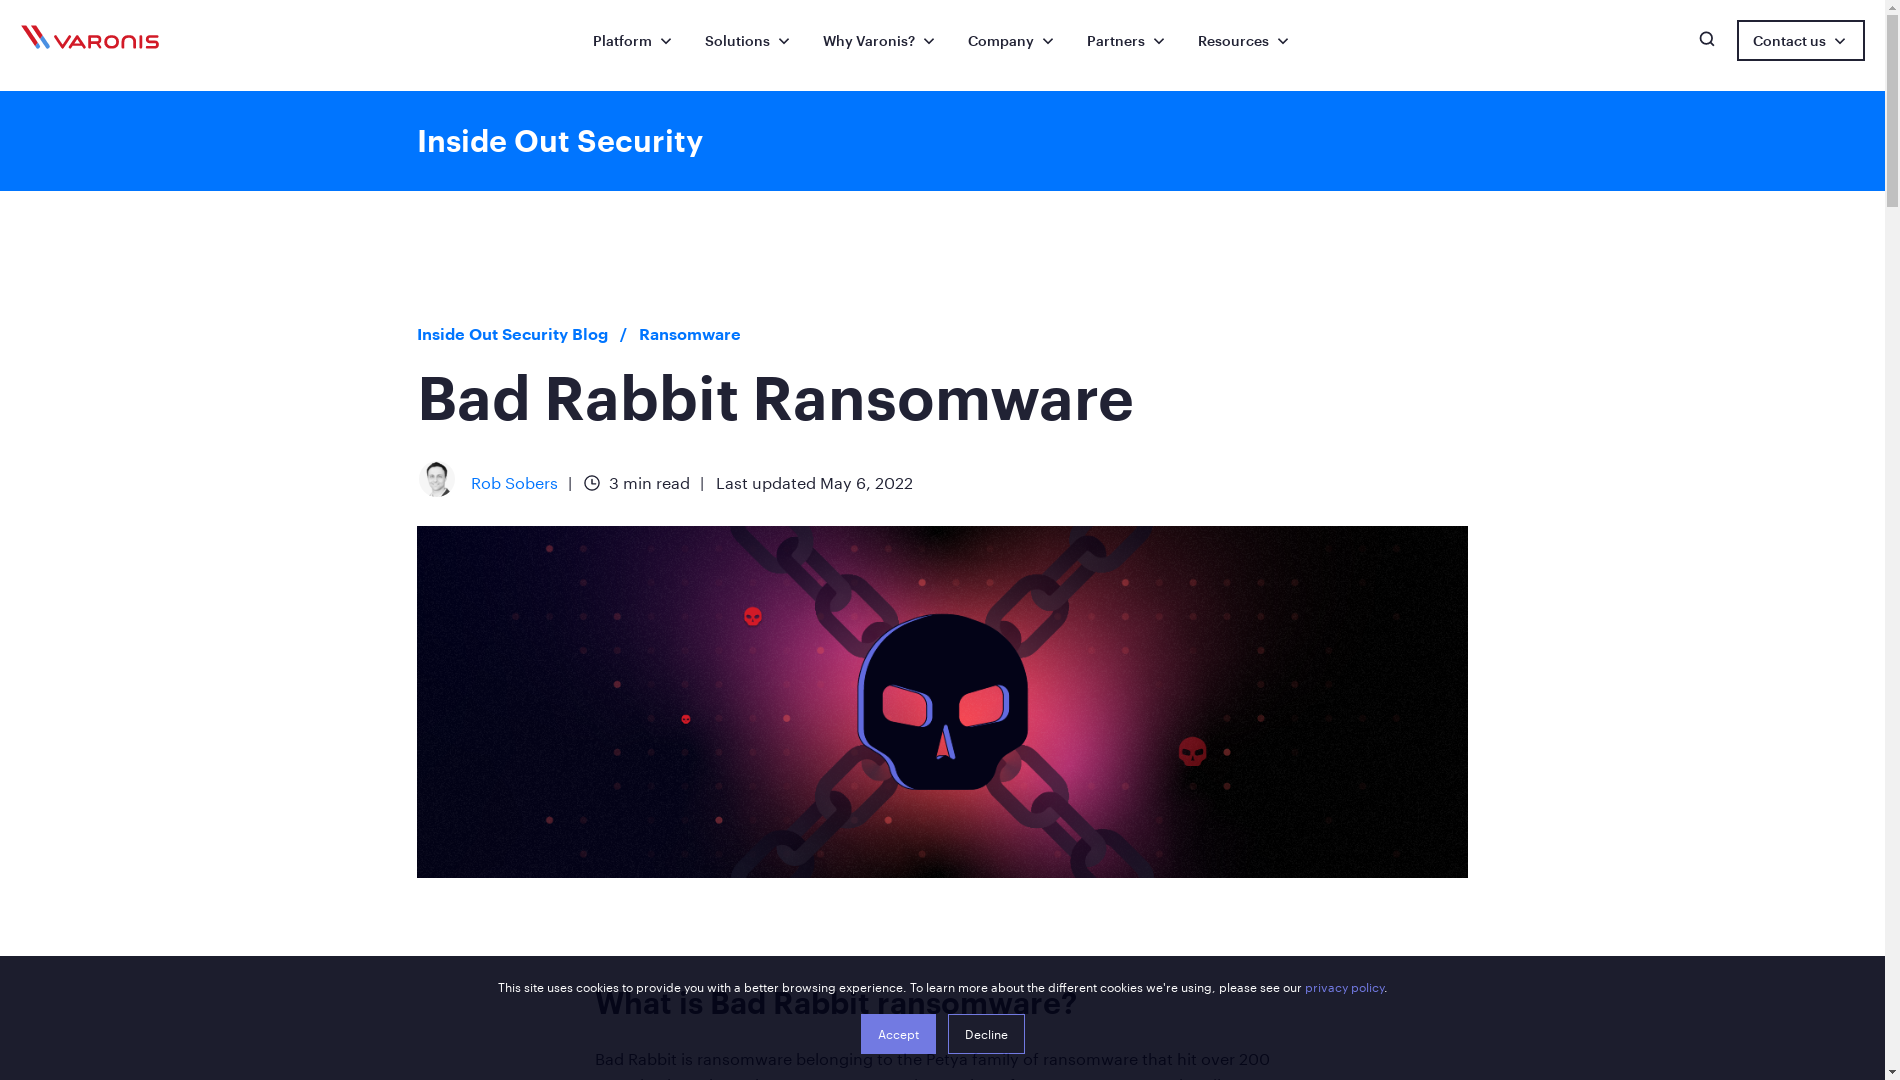 VARONIS
Platform
Solutions
Why Varonis?
Company
Partners
Resources
Contact us
Inside Out Security
Inside Out Security Blog / Ransomware
Bad Rabbit Ransomware
Rob Sobers | 3 min read | Last updated May 6, 2022
This site uses cookies to provide you with a better browsing experience. To learn more about the different cookies we're using, please see our privacy policy.
What is Bad Rabbit ransomware?
Accept
Decline
Bad Rabbit is ransomware belonging to the Petya family of ransomware that hit over 200